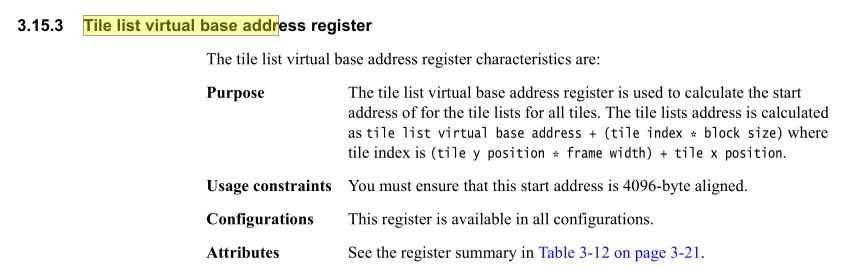 3.15.3 Tile list virtual base address register
The tile list virtual base address register characteristics are:
Purpose The tile list virtual base address register is used to calculate the start
address of for the tile lists for all tiles. The tile lists address is calculated
as tile list virtual base address + (tile index * block size) where
tile index is (tile y position * frame width) + tile x position.
Usage constraints You must ensure that this start address is 4096-byte aligned.
Configurations This register is available in all configurations.
Attributes See the register summary in Table 3-12 on page 3-21.